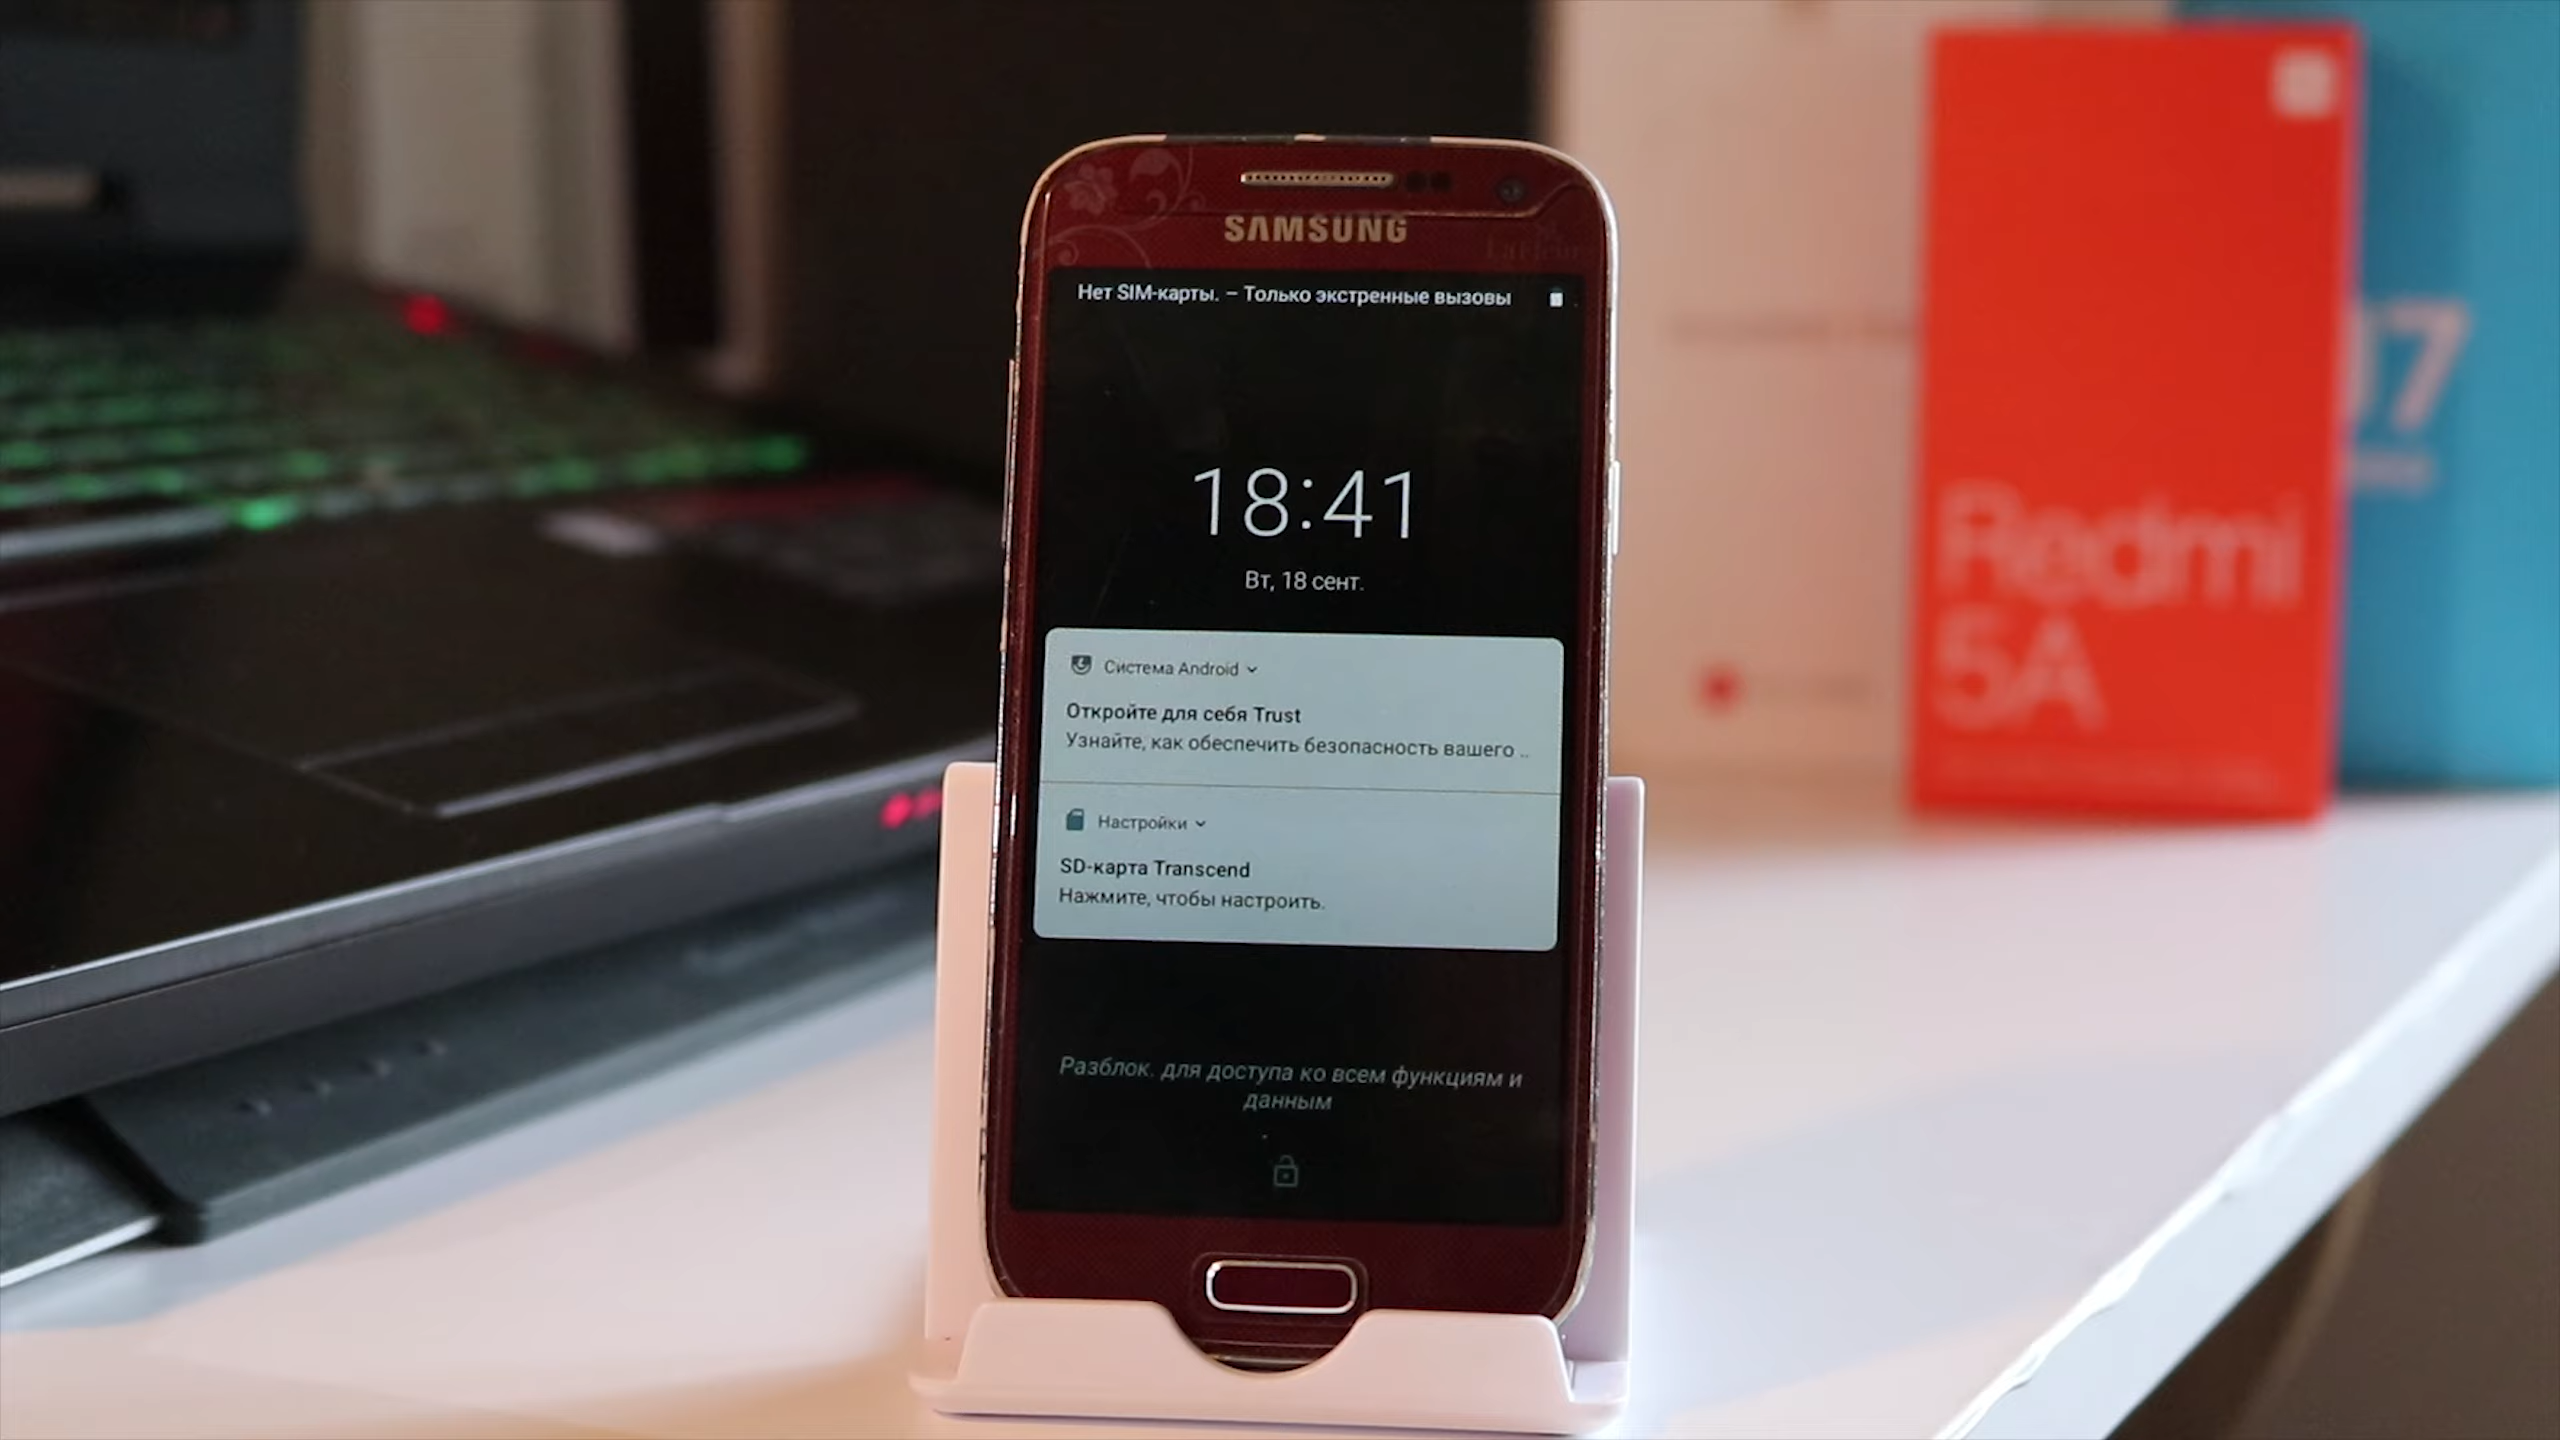 SAMSUNG
LaFleur
Нет SIM-карты. – Только экстренные вызовы
18:41
Вт, 18 сент.
Система Android
Откройте для себя Trust
Узнайте, как обеспечить безопасность вашего ..
Настройки
SD-карта Transcend
Нажмите, чтобы настроить.
Разблок. для доступа ко всем функциям и
данным
Redmi
5A
17